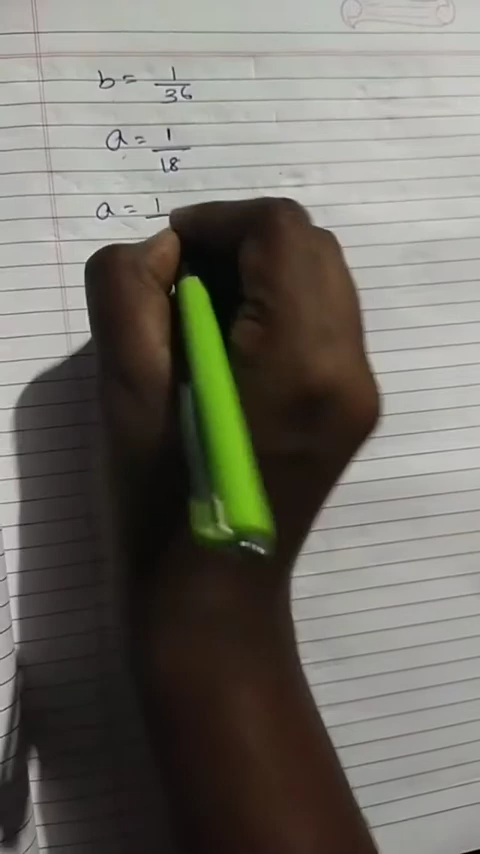 b = 1/36
a = 1/18
a = 1